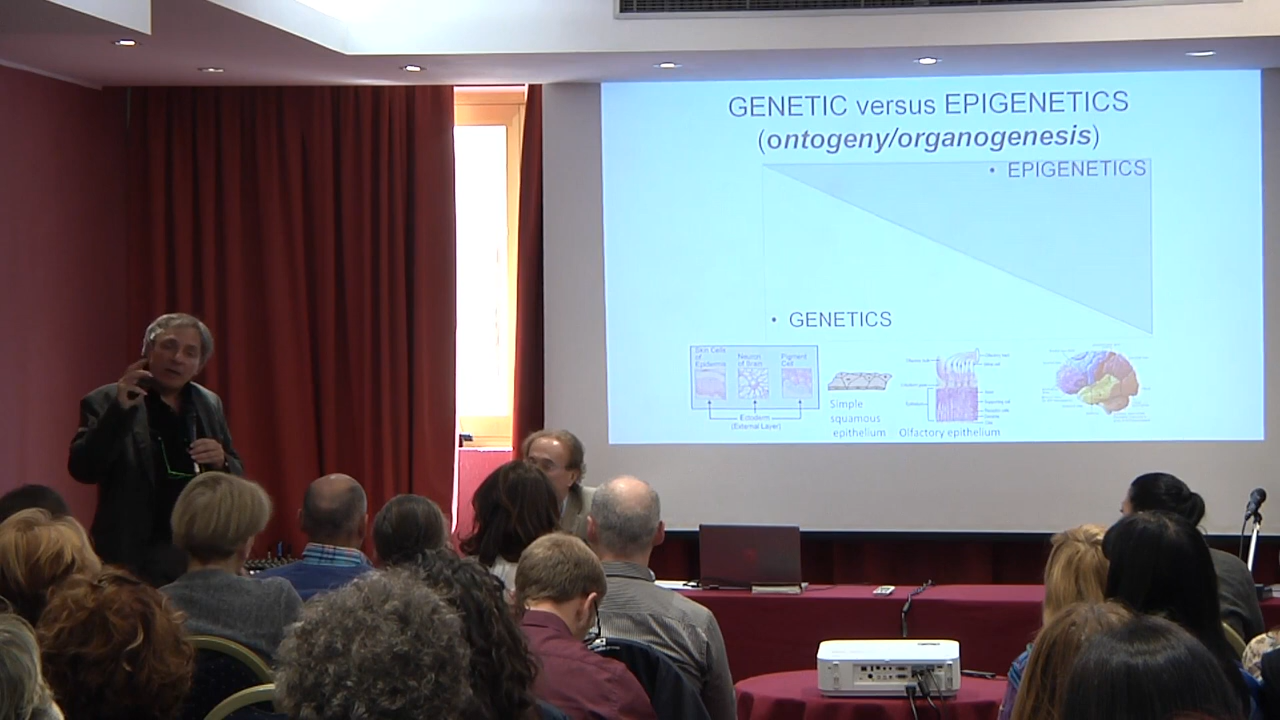 GENETIC versus EPIGENETICS
(ontogeny/organogenesis)
• EPIGENETICS
• GENETICS
Skin Cells of Epidermis
Neuron of Brain
Pigment Cell
Ectoderm
(External Layer)
Simple
squamous
epithelium
Olfactory epithelium